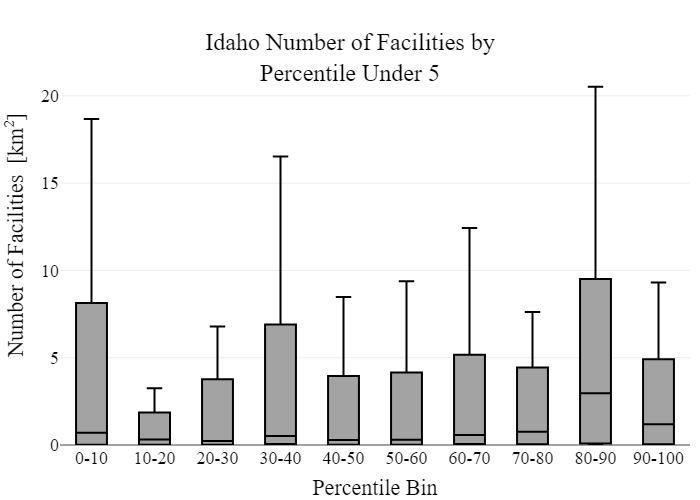 Idaho Number of Facilities by
Percentile Under 5
Number of Facilities [km²]
20
15
10
5
0
0-10 10-20 20-30 30-40 40-50 50-60 60-70 70-80 80-90 90-100
Percentile Bin